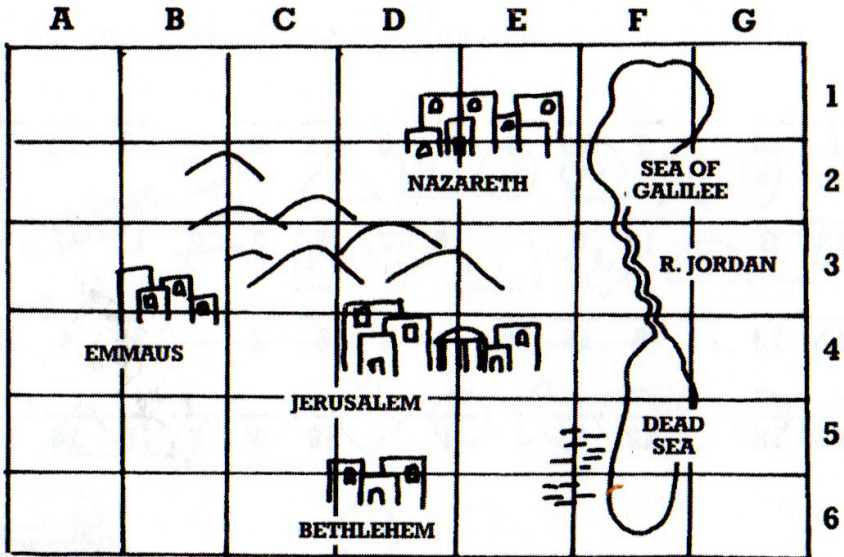 A B C D E F G
1
SEA OF
GALILEE
NAZARETH
2
R. JORDAN
3
EMMAUS
4
JERUSALEM
DEAD
SEA
5
BETHLEHEM
6